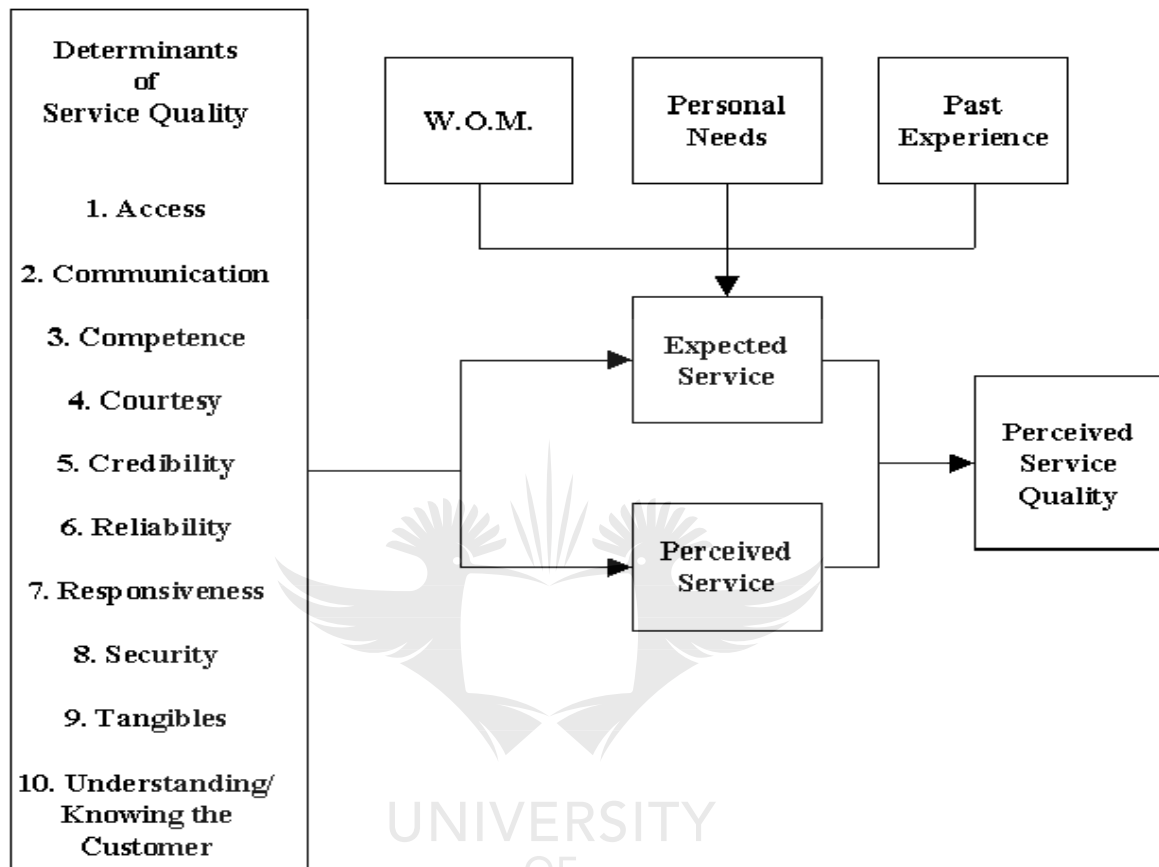 Determinants
of
Service Quality
1. Access
2. Communication
3. Competence
4. Courtesy
5. Credibility
6. Reliability
7. Responsiveness
8. Security
9. Tangibles
10. Understanding/
Knowing the
Customer
W.O.M.
Personal
Needs
Past
Experience
Expected
Service
Perceived
Service
Perceived
Service
Quality
UNIVERSITY
OF